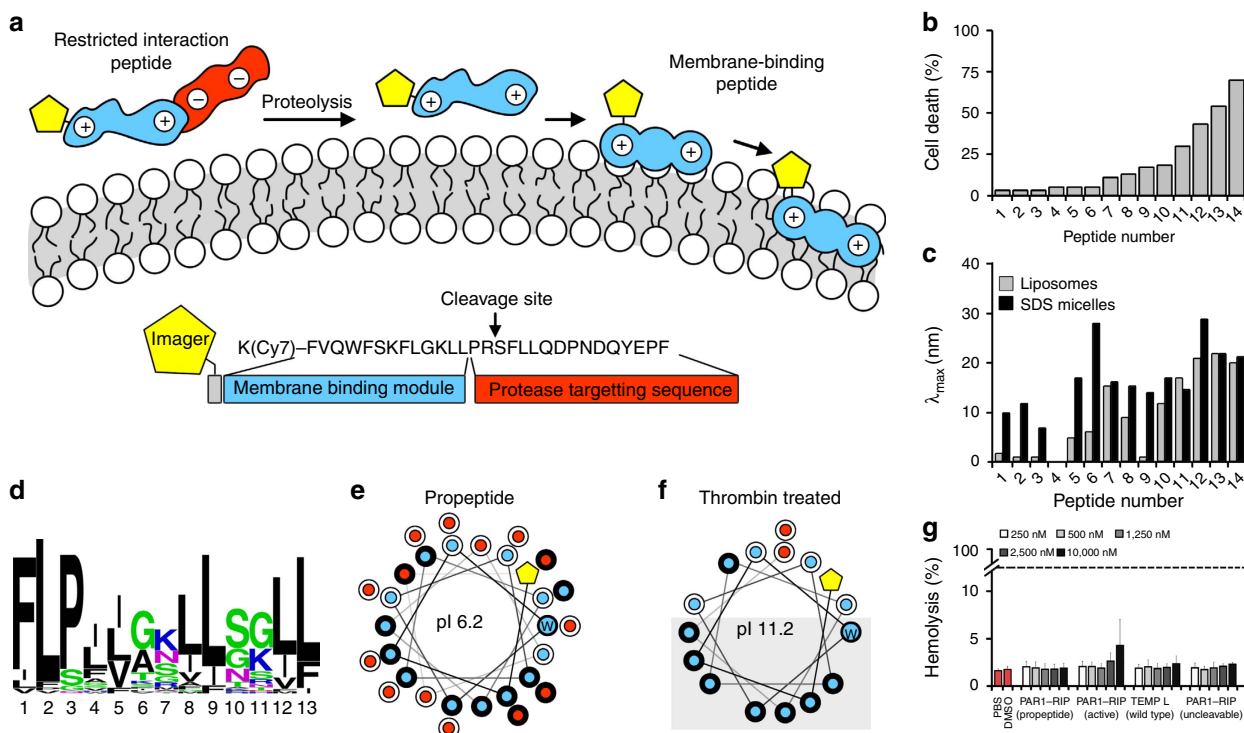 a
Restricted interaction
peptide
Proteolysis
Membrane-binding
peptide
+
+
−
−
+
+
+
+
+
+
Cleavage site
Imager
K(Cy7)–FVQWFSKFLGKLLPRSFLLQDPNDQYEPF
Membrane binding module
Protease targetting sequence
b
Cell death (%)
100
75
50
25
0
1 2 3 4 5 6 7 8 9 10 11 12 13 14
Peptide number
c
λmax (nm)
40
30
20
10
0
Liposomes
SDS micelles
1 2 3 4 5 6 7 8 9 10 11 12 13 14
Peptide number
d
1 2 3 4 5 6 7 8 9 10 11 12 13
e
Propeptide
pI 6.2
W
f
Thrombin treated
pI 11.2
W
g
Hemolysis (%)
250 nM 500 nM 1,250 nM
2,500 nM 10,000 nM
100
10
5
0
PBS
DMSO
PAR1–RIP
(propeptide)
PAR1–RIP
(active)
TEMP L
(wild type)
PAR1–RIP
(uncleavable)